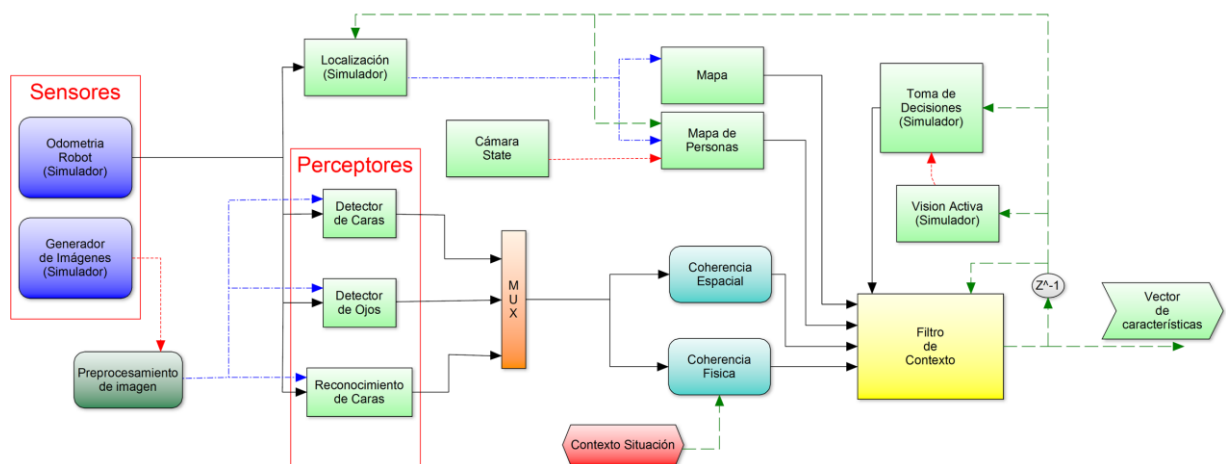 Sensores
Odometria
Robot
(Simulador)
Generador
de Imágenes
(Simulador)
Preprocesamiento
de imagen
Localización
(Simulador)
Perceptores
Detector
de Caras
Detector
de Ojos
Reconocimiento
de Caras
Cámara
State
M
U
X
Mapa
Mapa de
Personas
Coherencia
Espacial
Coherencia
Fisica
Contexto Situación
Toma de
Decisiones
(Simulador)
Vision Activa
(Simulador)
Filtro
de
Contexto
Z^-1
Vector
de
características